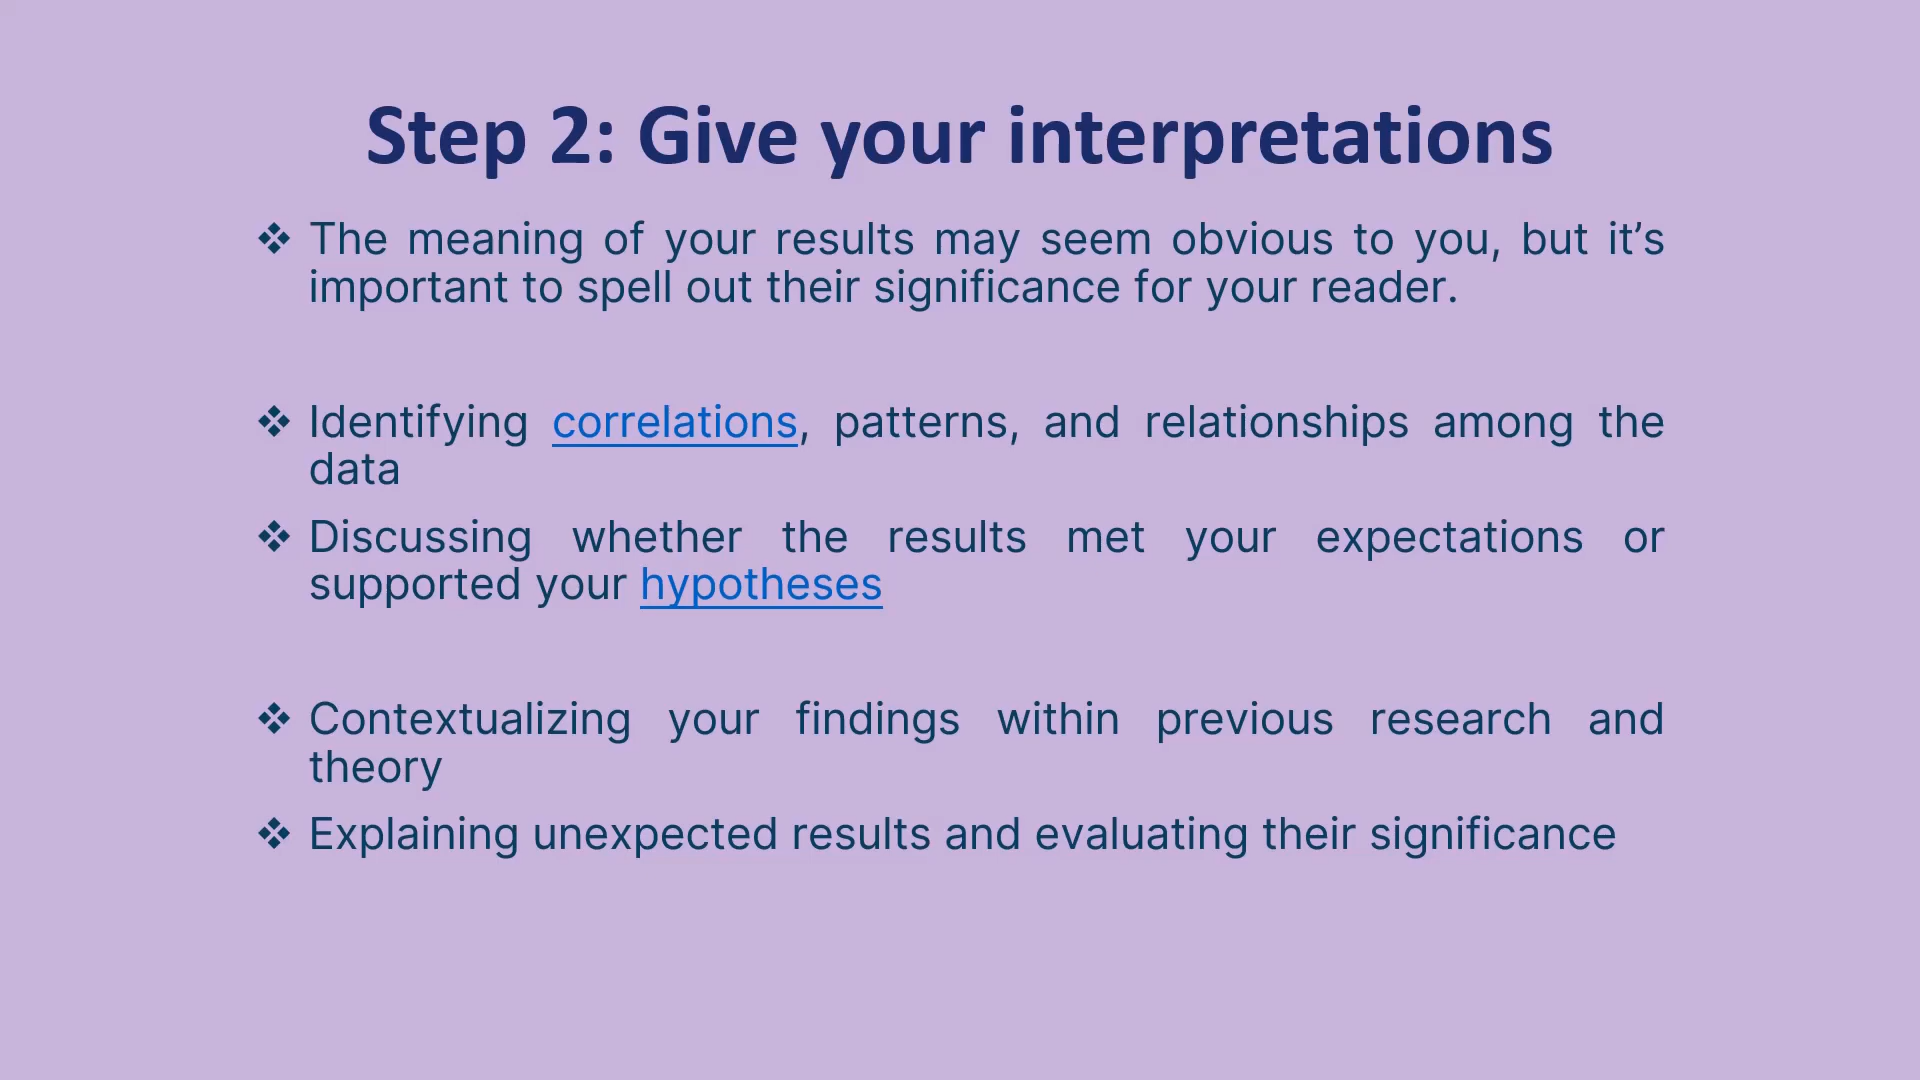 Step 2: Give your interpretations
❖ The meaning of your results may seem obvious to you, but it’s
important to spell out their significance for your reader.
❖ Identifying correlations, patterns, and relationships among the
data
❖ Discussing whether the results met your expectations or
supported your hypotheses
❖ Contextualizing your findings within previous research and
theory
❖ Explaining unexpected results and evaluating their significance